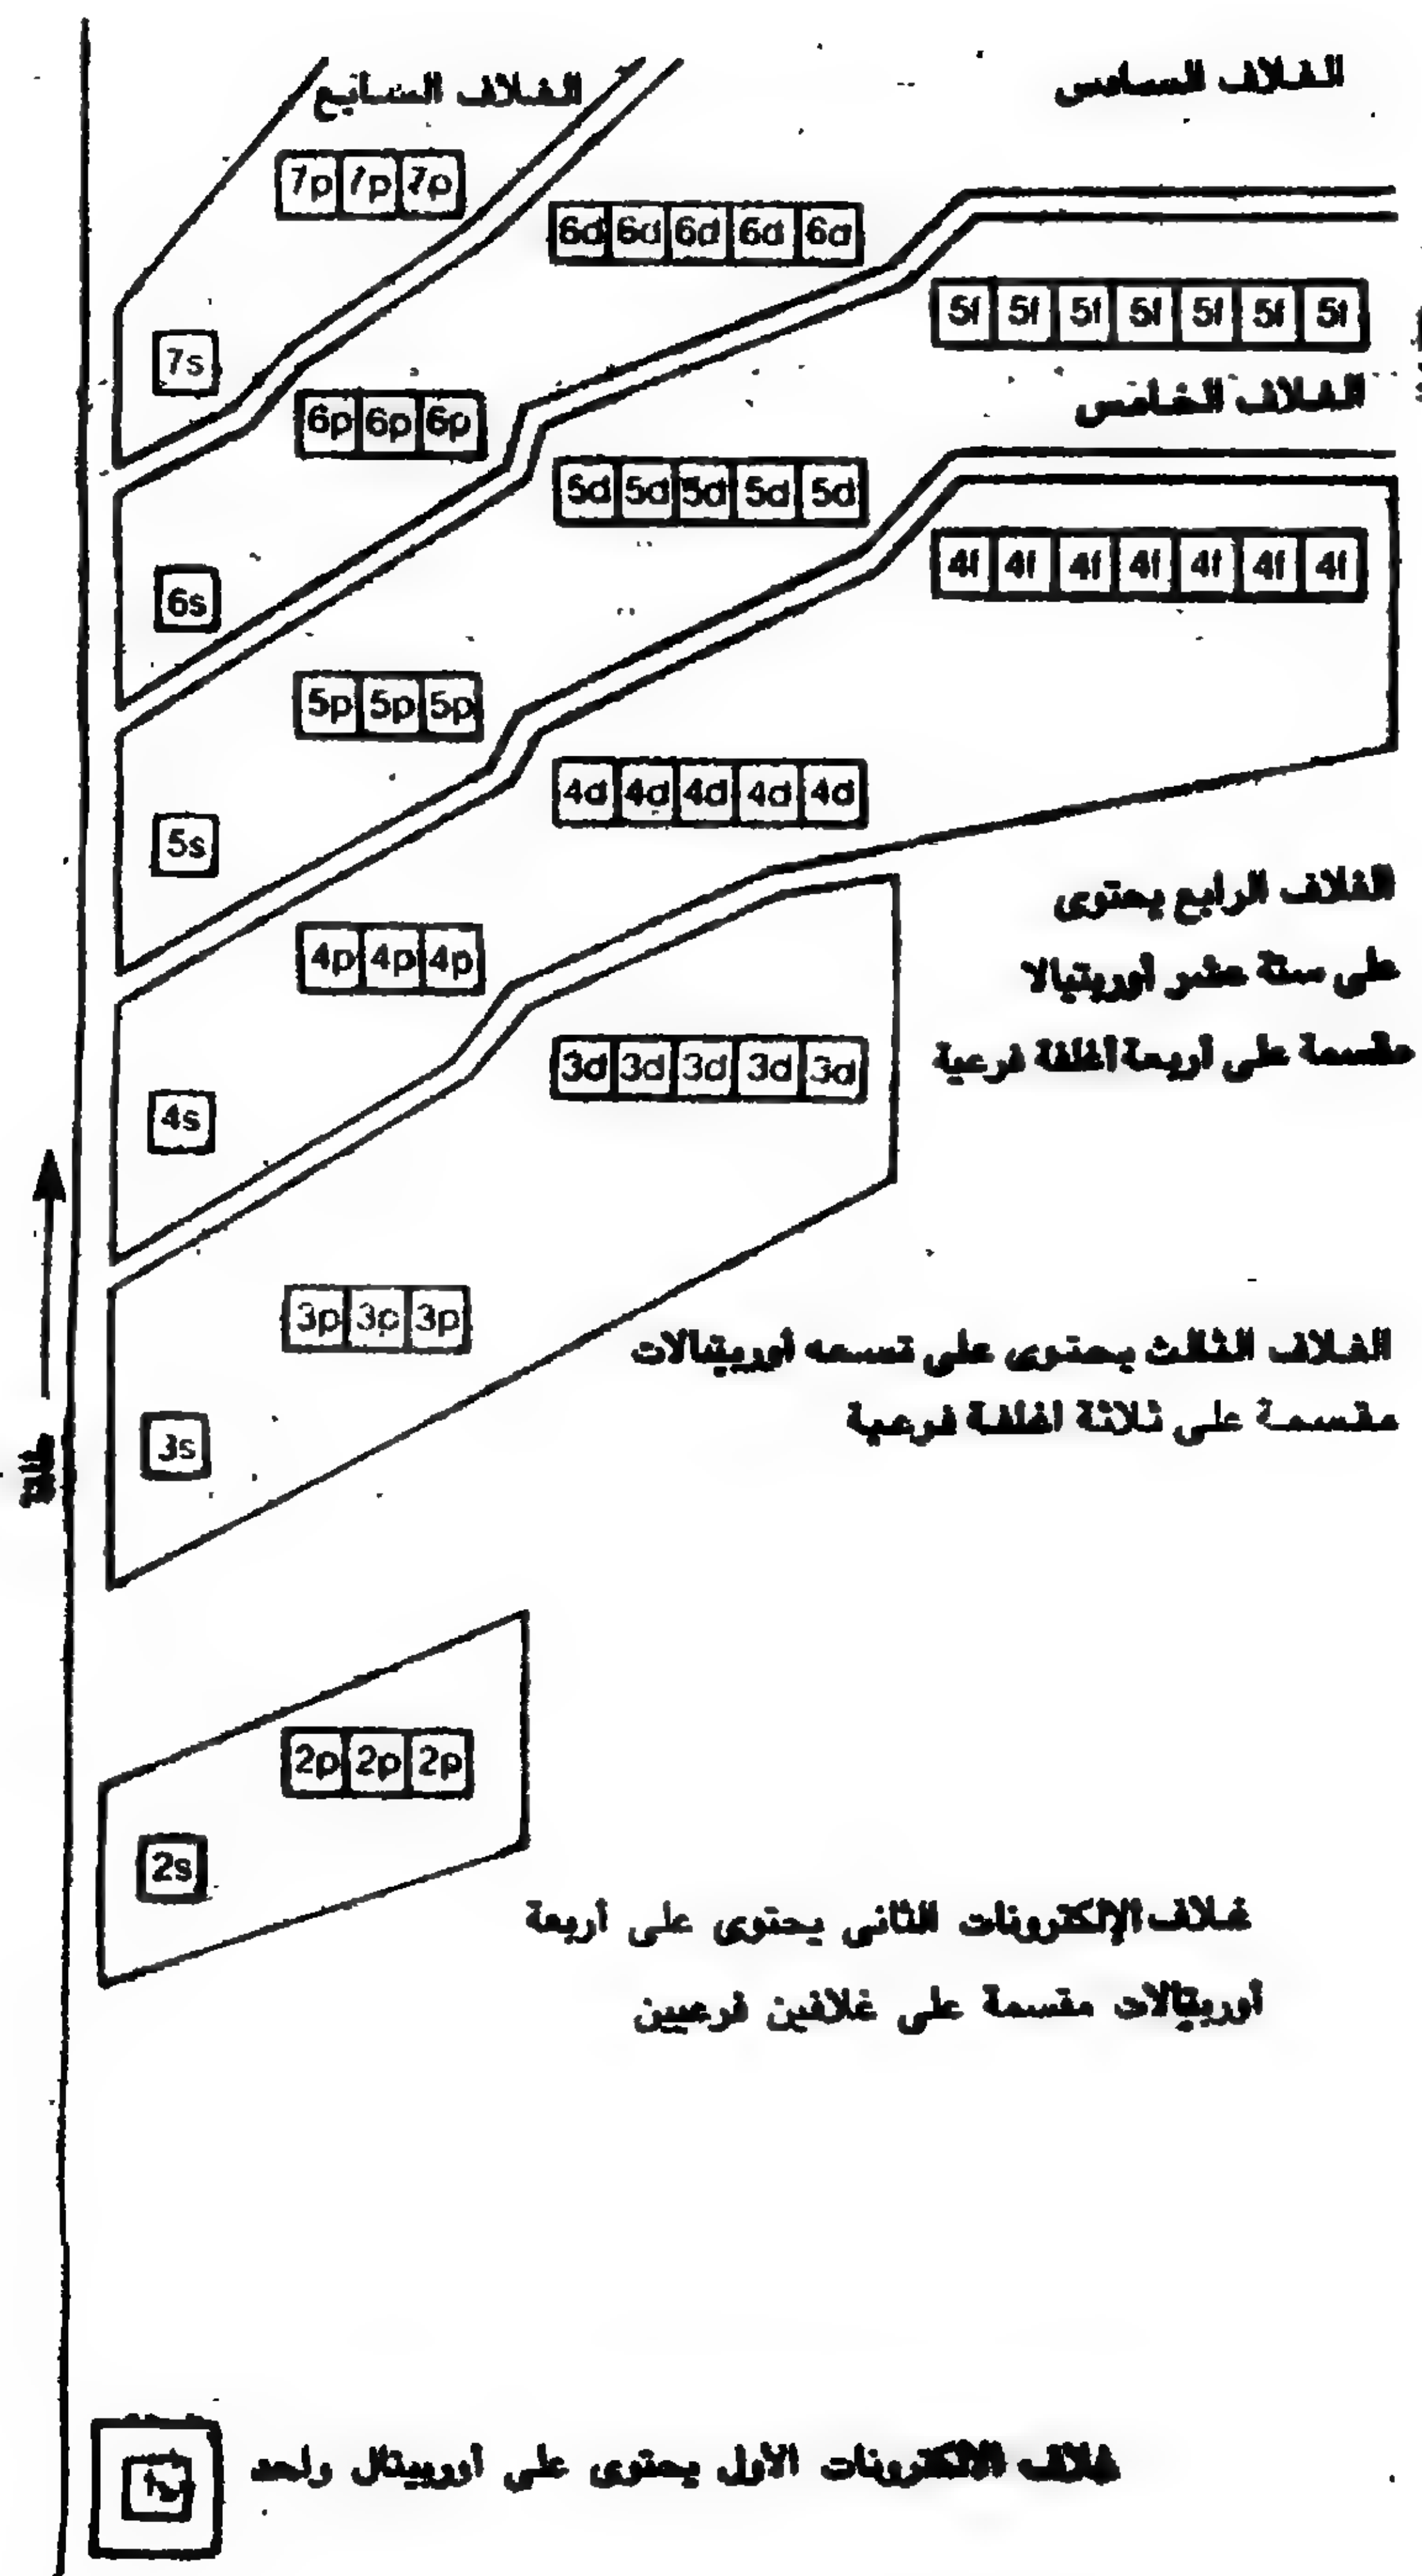 الغلاف السادس
الغلاف السابع
7p 7p 7p
6d 6d 6d 6d 6d
5f 5f 5f 5f 5f 5f 5f
7s
الغلاف الخامس
6p 6p 6p
5d 5d 5d 5d 5d
4f 4f 4f 4f 4f 4f 4f
6s
5p 5p 5p
4d 4d 4d 4d 4d
5s
الغلاف الرابع يحتوى
على ستة عشر أوربتيالا
مقسمة على أربعة أغلفة فرعية
4p 4p 4p
3d 3d 3d 3d 3d
4s
3p 3p 3p
الغلاف الثالث يحتوى على تسعه أوربيتالات
مقسمة على ثلاثة اغلفة فرعية
3s
طاقة
2p 2p 2p
2s
غلاف الإلكترونات الثانى يحتوى على أربعة
أوربيتالات مقسمة على غلافين فرعيين
غلاف الالكترونات الأول يحتوى على أوربيتال واحد